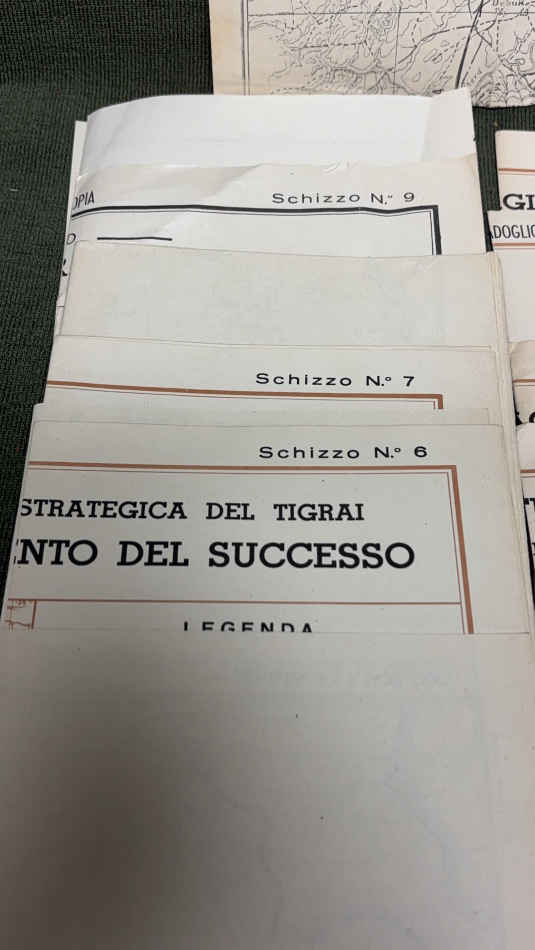 OPIA
Schizzo N.º 9
Schizzo N.º 7
Schizzo N.º 6
STRATEGICA DEL TIGRAI
NTO DEL SUCCESSO
LEGENDA
GI
ADOGLIO